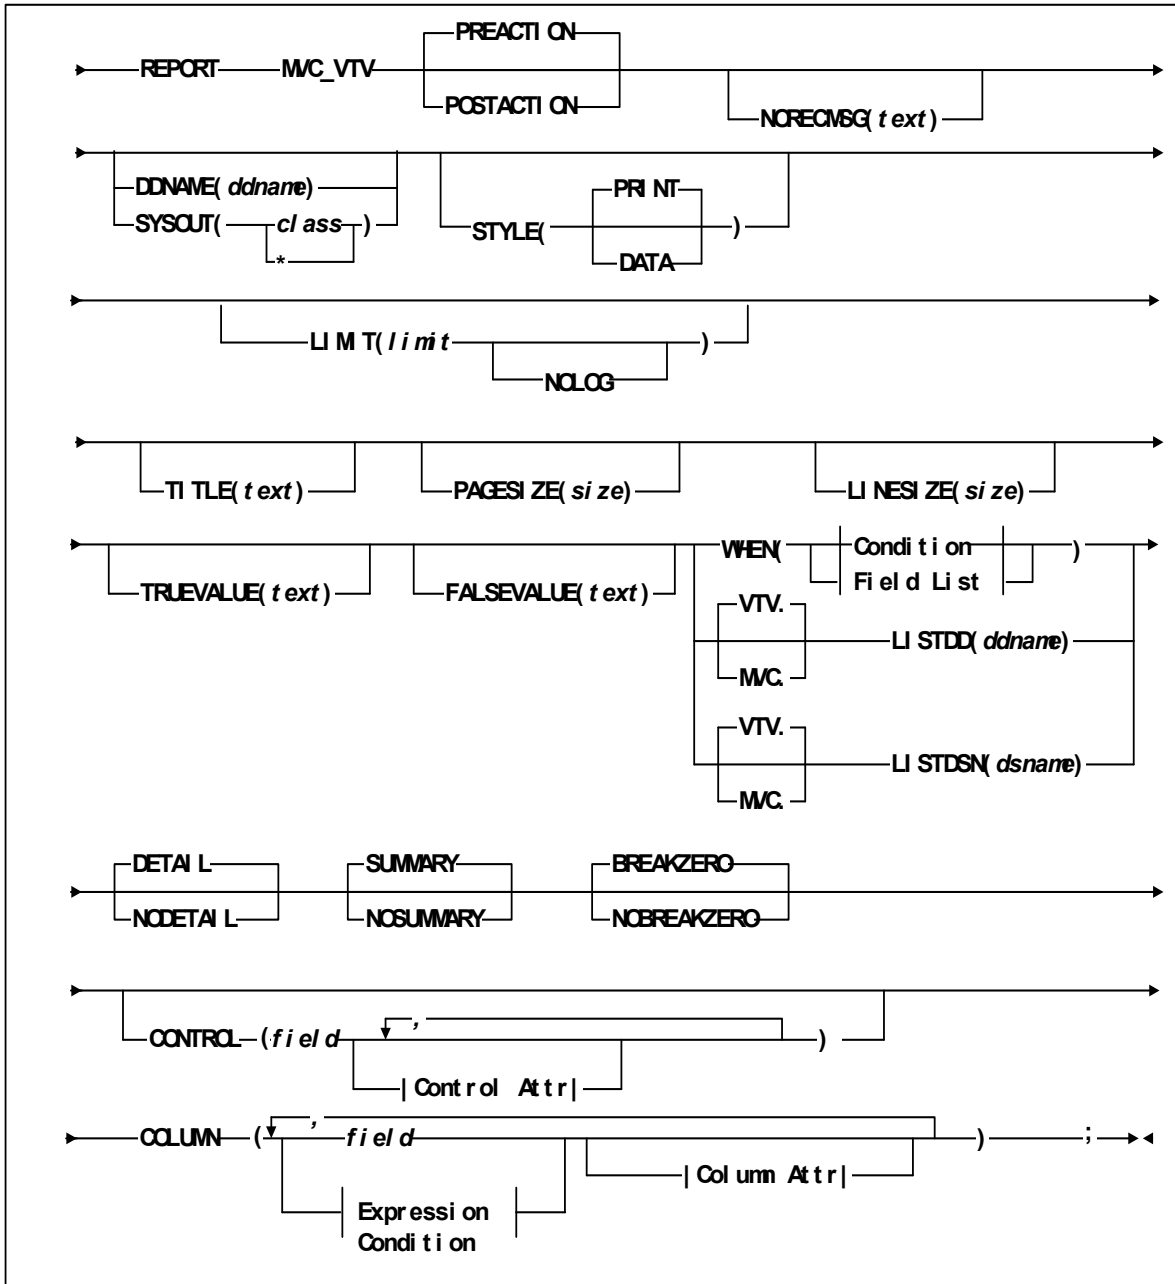 PREACTION
REPORT MVC_VTV
POSTACTION
NORECMSG(text)
DDNAME(ddname)
SYSOUT( class )
*
PRINT
STYLE( )
DATA
LIMIT(limit )
NOLOG
TITLE(text) PAGESIZE(size) LINESIZE(size)
WHEN( Condition )
Field List
TRUEVALUE(text) FALSEVALUE(text)
VTV.
LISTDD(ddname)
MVC.
VTV.
LISTDSN(dsname)
MVC.
DETAIL SUMMARY BREAKZERO
NODETAIL NOSUMMARY NOBREAKZERO
,
CONTROL (field )
|Control Attr|
,
COLUMN ( field ) ;
|Column Attr|
Expression
Condition